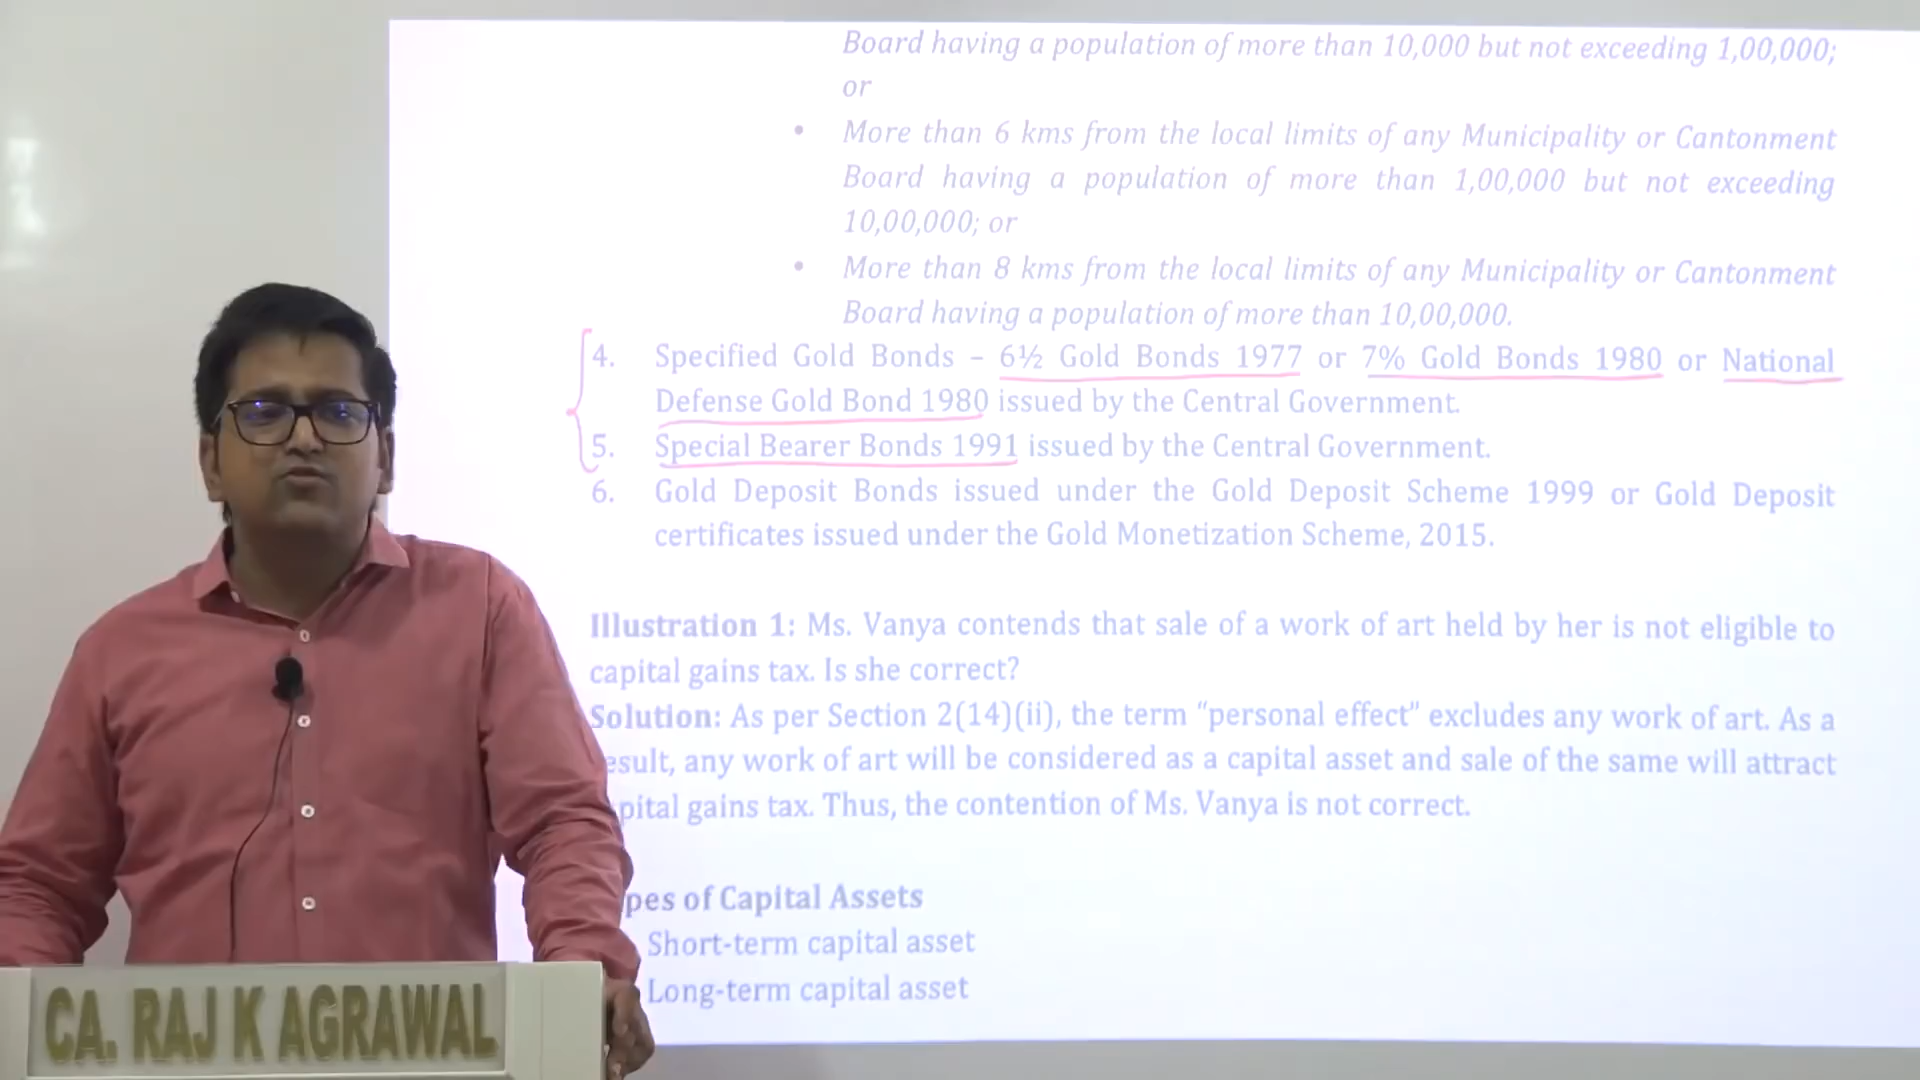 Board having a population of more than 10,000 but not exceeding 1,00,000;
or
• More than 6 kms from the local limits of any Municipality or Cantonment
Board having a population of more than 1,00,000 but not exceeding
10,00,000; or
• More than 8 kms from the local limits of any Municipality or Cantonment
Board having a population of more than 10,00,000.
4. Specified Gold Bonds – 6½ Gold Bonds 1977 or 7% Gold Bonds 1980 or National
Defense Gold Bond 1980 issued by the Central Government.
5. Special Bearer Bonds 1991 issued by the Central Government.
6. Gold Deposit Bonds issued under the Gold Deposit Scheme 1999 or Gold Deposit
certificates issued under the Gold Monetization Scheme, 2015.
Illustration 1: Ms. Vanya contends that sale of a work of art held by her is not eligible to
capital gains tax. Is she correct?
Solution: As per Section 2(14)(ii), the term “personal effect” excludes any work of art. As a
esult, any work of art will be considered as a capital asset and sale of the same will attract
pital gains tax. Thus, the contention of Ms. Vanya is not correct.
pes of Capital Assets
Short-term capital asset
Long-term capital asset
CA. RAJ K AGRAWAL